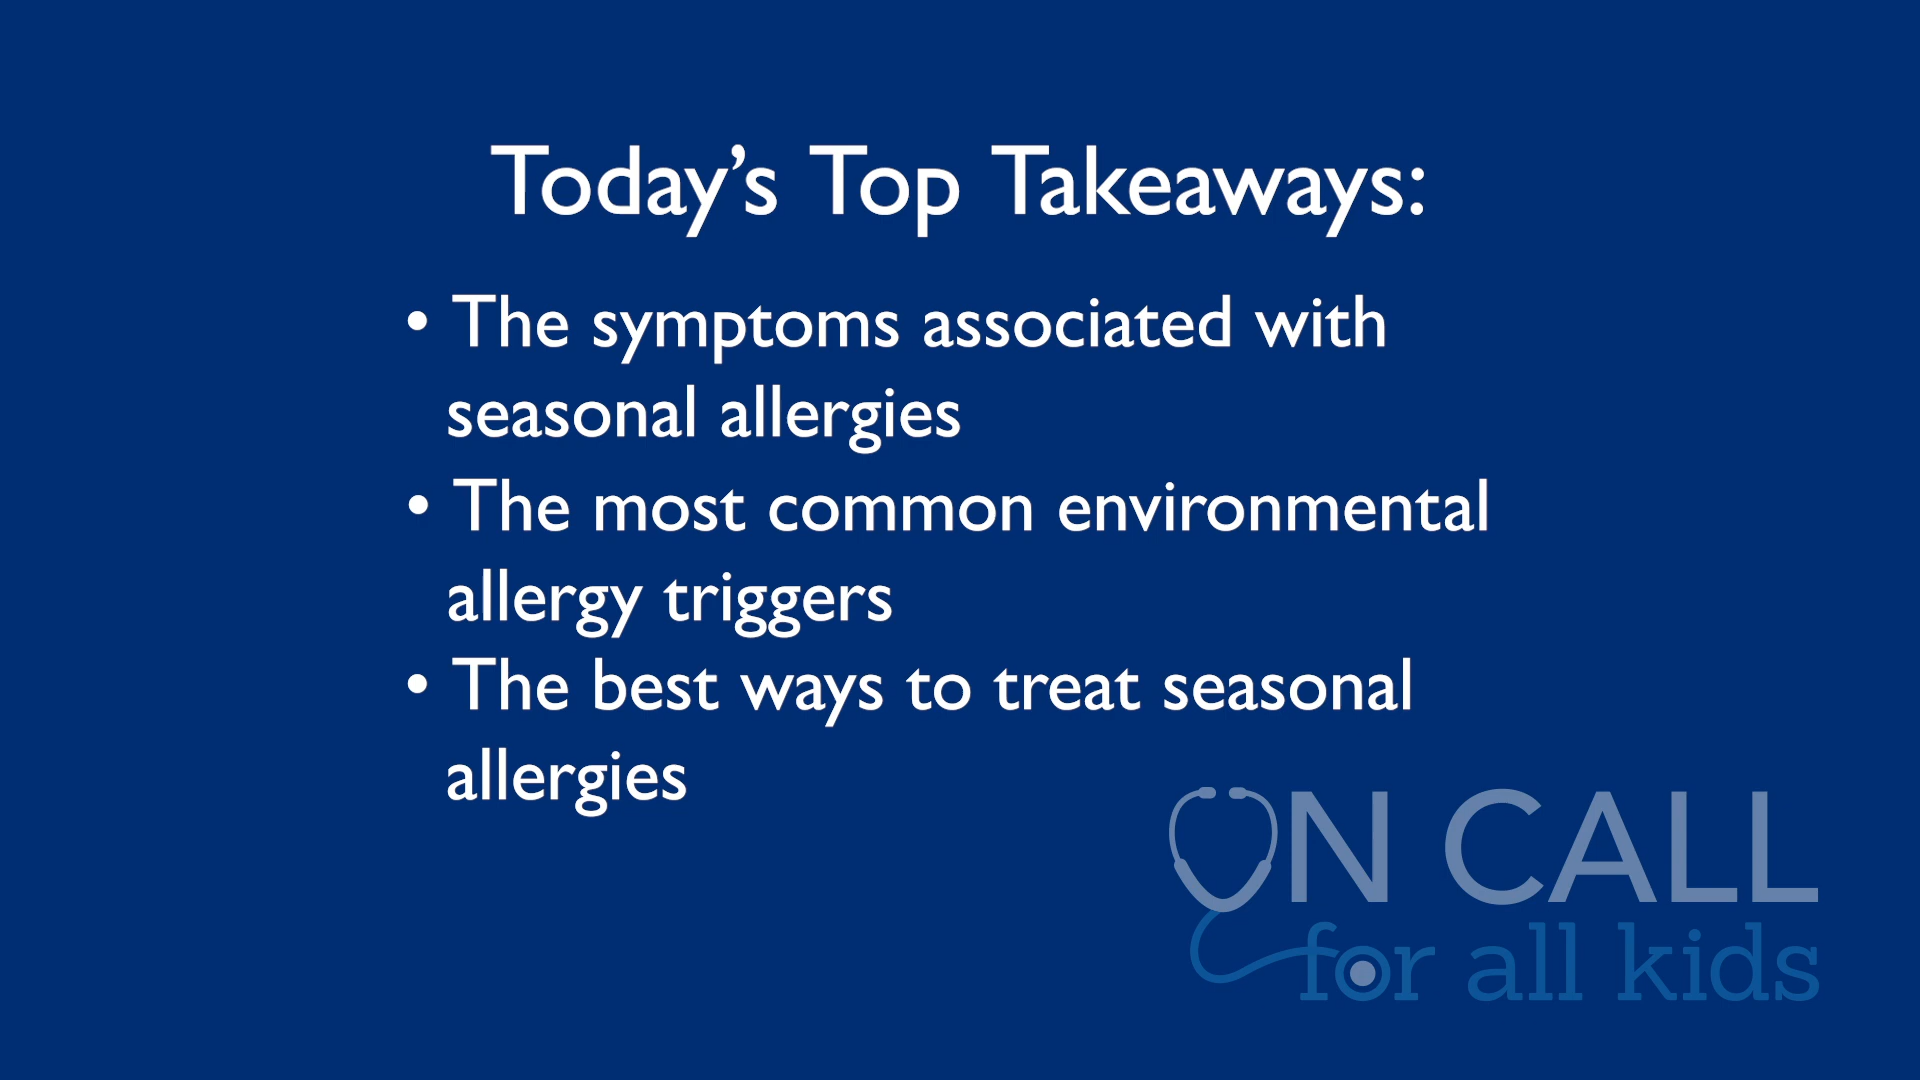 Today’s Top Takeaways:
• The symptoms associated with
seasonal allergies
• The most common environmental
allergy triggers
• The best ways to treat seasonal
allergies
ON CALL
for all kids